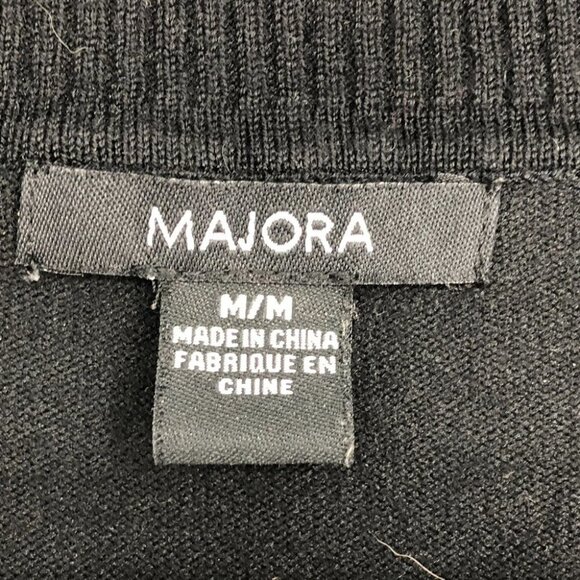 MAJORA
M/M
MADE IN CHINA
FABRIQUE EN
CHINE